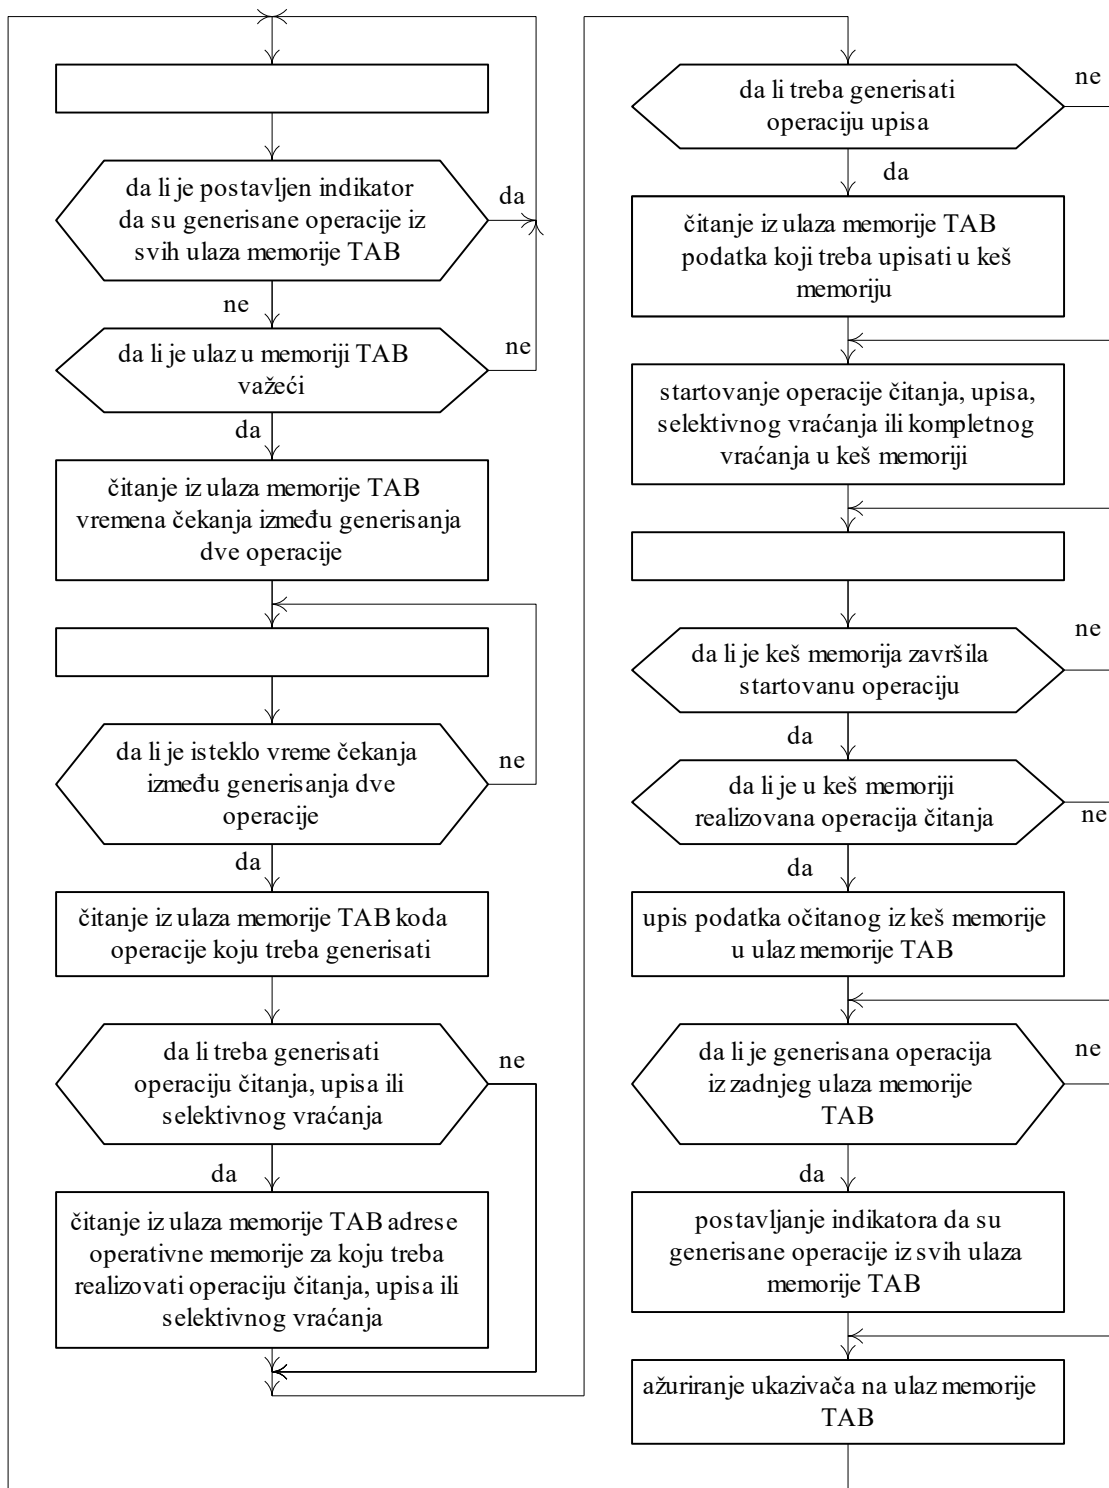 da li je postavljen indikator
da su generisane operacije iz
svih ulaza memorije TAB
da
ne
da li je ulaz u memoriji TAB
važeći
ne
da
čitanje iz ulaza memorije TAB
vremena čekanja između generisanja
dve operacije
da li je isteklo vreme čekanja
između generisanja dve
operacije
ne
da
čitanje iz ulaza memorije TAB koda
operacije koju treba generisati
da li treba generisati
operaciju čitanja, upisa ili
selektivnog vraćanja
ne
da
čitanje iz ulaza memorije TAB adrese
operativne memorije za koju treba
realizovati operaciju čitanja, upisa ili
selektivnog vraćanja
da li treba generisati
operaciju upisa
ne
da
čitanje iz ulaza memorije TAB
podatka koji treba upisati u keš
memoriju
startovanje operacije čitanja, upisa,
selektivnog vraćanja ili kompletnog
vraćanja u keš memoriji
da li je keš memorija završila
startovanu operaciju
ne
da
da li je u keš memoriji
realizovana operacija čitanja
ne
da
upis podatka očitanog iz keš memorije
u ulaz memorije TAB
da li je generisana operacija
iz zadnjeg ulaza memorije
TAB
ne
da
postavljanje indikatora da su
generisane operacije iz svih ulaza
memorije TAB
ažuriranje ukazivača na ulaz memorije
TAB